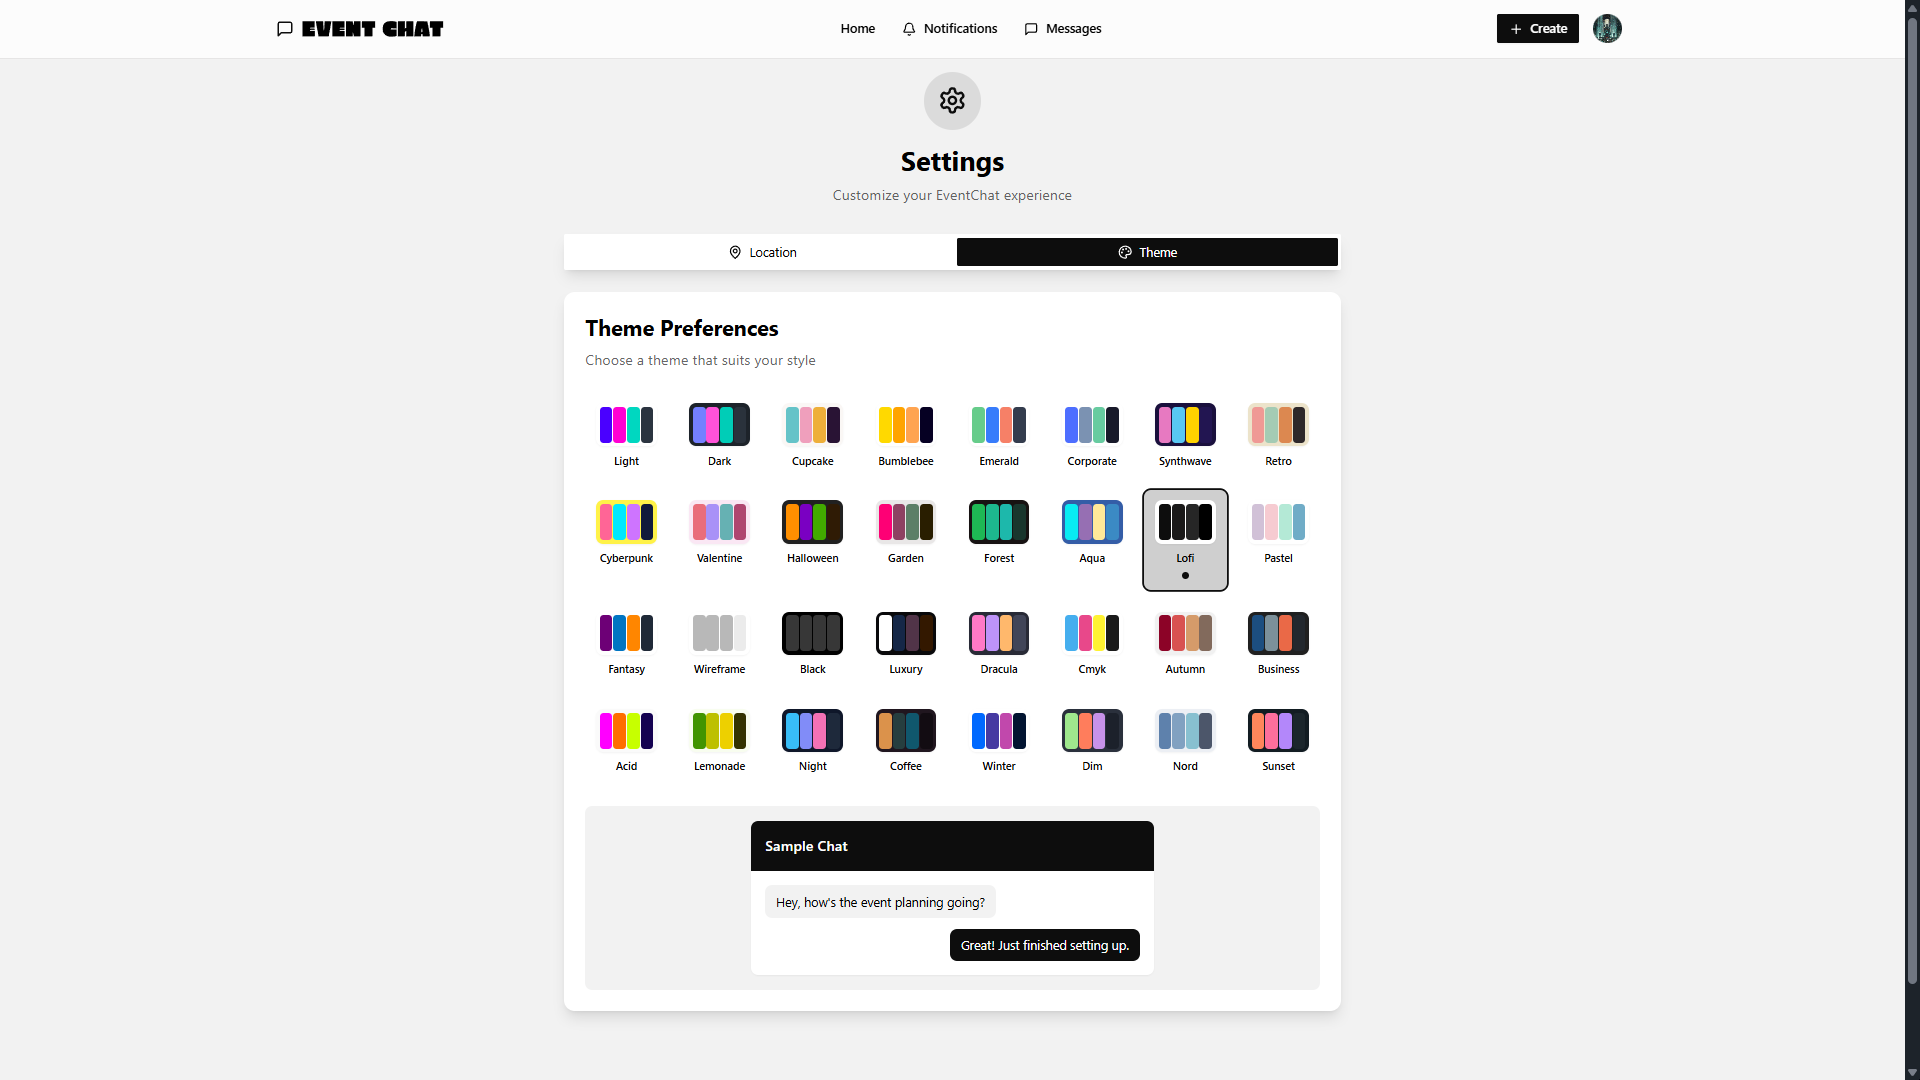 EVENT CHAT
Home
Notifications
Messages
Create
Settings
Customize your EventChat experience
Location
Theme
Theme Preferences
Choose a theme that suits your style
Light
Dark
Cupcake
Bumblebee
Emerald
Corporate
Synthwave
Retro
Cyberpunk
Valentine
Halloween
Garden
Forest
Aqua
Lofi
Pastel
Fantasy
Wireframe
Black
Luxury
Dracula
Cmyk
Autumn
Business
Acid
Lemonade
Night
Coffee
Winter
Dim
Nord
Sunset
Sample Chat
Hey, how's the event planning going?
Great! Just finished setting up.